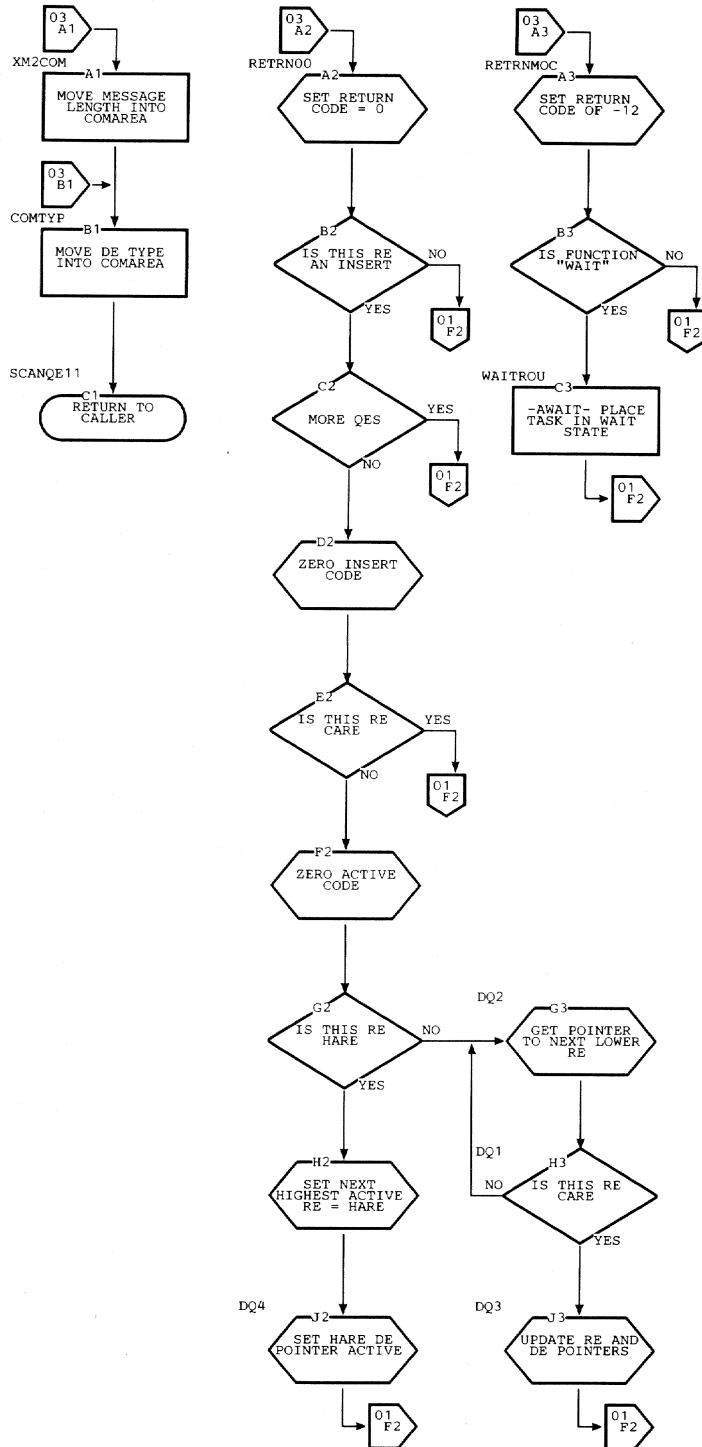 03
A1
XM2COM
A1
MOVE MESSAGE
LENGTH INTO
COMAREA
03
B1
COMTYP
B1
MOVE DE TYPE
INTO COMAREA
SCANQE11
C1
RETURN TO
CALLER
03
A2
RETRN00
A2
SET RETURN
CODE = 0
B2
IS THIS RE
AN INSERT
NO
YES
01
F2
C2
MORE QES
YES
NO
01
F2
D2
ZERO INSERT
CODE
E2
IS THIS RE
CARE
YES
NO
01
F2
F2
ZERO ACTIVE
CODE
G2
IS THIS RE
HARE
NO
YES
H2
SET NEXT
HIGHEST ACTIVE
RE = HARE
DQ4
J2
SET HARE DE
POINTER ACTIVE
01
F2
03
A3
RETRNMOC
A3
SET RETURN
CODE OF -12
B3
IS FUNCTION
"WAIT"
NO
YES
01
F2
WAITROU
C3
-AWAIT- PLACE
TASK IN WAIT
STATE
01
F2
DQ2
G3
GET POINTER
TO NEXT LOWER
RE
DQ1
H3
IS THIS RE
CARE
NO
YES
DQ3
J3
UPDATE RE AND
DE POINTERS
01
F2